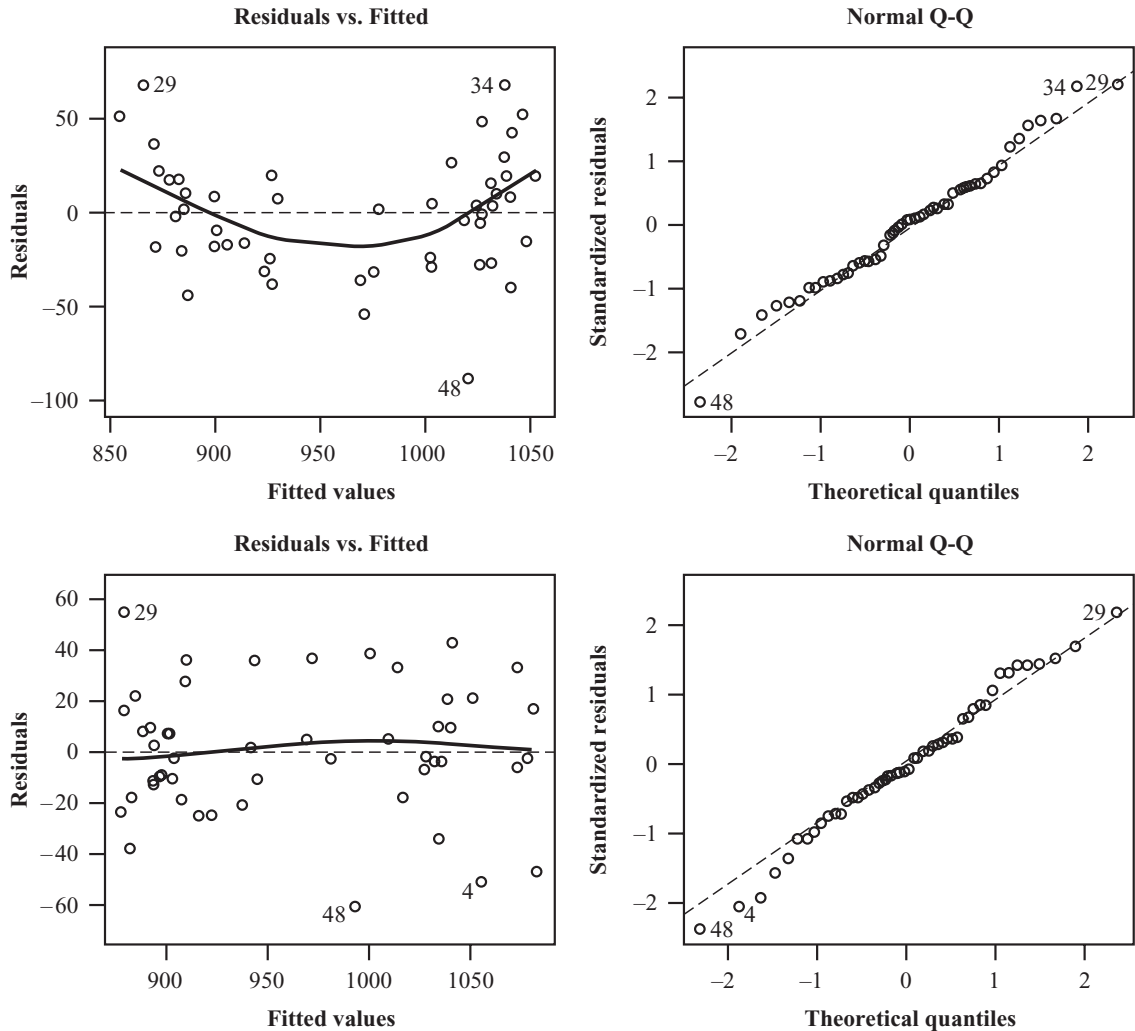 Residuals vs. Fitted
Residuals
50
0
–50
–100
29
34
48
850 900 950 1000 1050
Fitted values
Normal Q-Q
Standardized residuals
2
1
0
–1
–2
34 29
48
–2 –1 0 1 2
Theoretical quantiles
Residuals vs. Fitted
Residuals
60
40
20
0
–20
–40
–60
29
4
48
900 950 1000 1050
Fitted values
Normal Q-Q
Standardized residuals
2
1
0
–1
–2
29
4
48
–2 –1 0 1 2
Theoretical quantiles